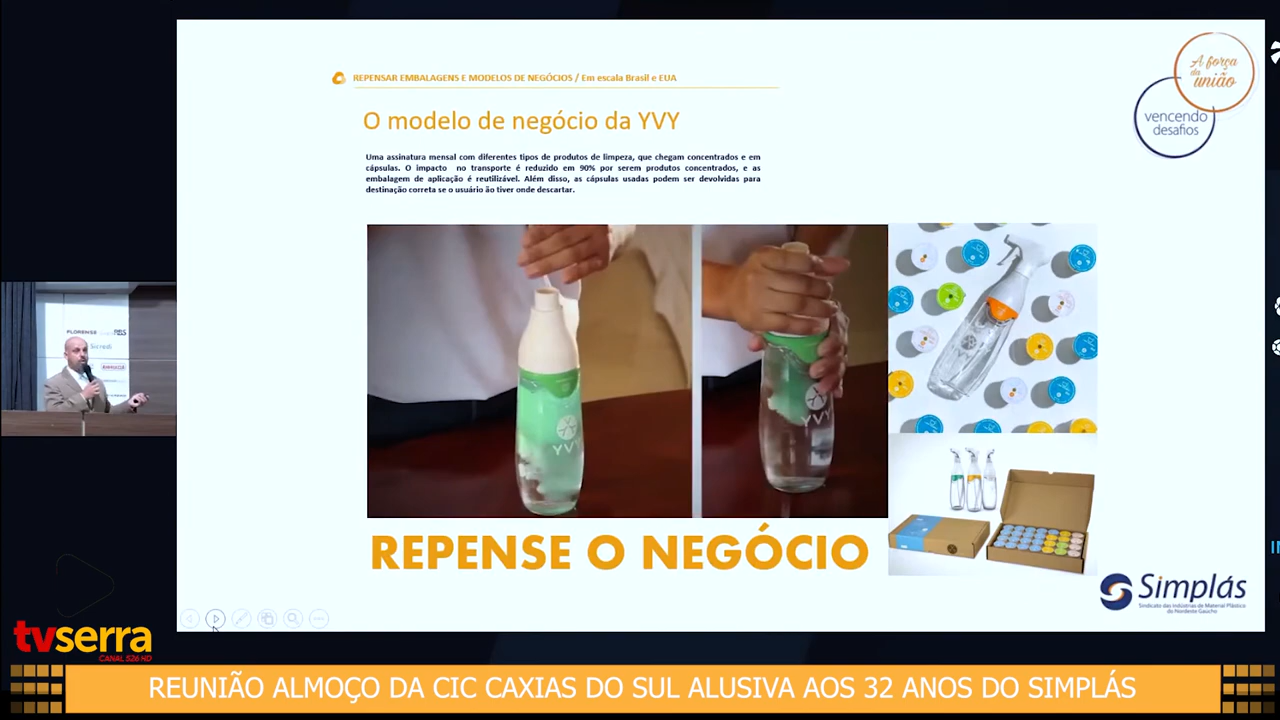 REPENSAR EMBALAGENS E MODELOS DE NEGÓCIOS / Em escala Brasil e EUA
A força
da
união
vencendo
desafios
O modelo de negócio da YVY
Uma assinatura mensal com diferentes tipos de produtos de limpeza, que chegam concentrados e em
cápsulas. O impacto no transporte é reduzido em 90% por serem produtos concentrados, e as
embalagem de aplicação é reutilizável. Além disso, as cápsulas usadas podem ser devolvidas para
destinação correta se o usuário ão tiver onde descartar.
FLORENSE
RBS
Sicredi
YVY
YVY
REPENSE O NEGÓCIO
Simplás
Sindicato das Indústrias de Material Plástico
do Nordeste Gaúcho
tvserra
CANAL 526 HD
REUNIÃO ALMOÇO DA CIC CAXIAS DO SUL ALUSIVA AOS 32 ANOS DO SIMPLÁS